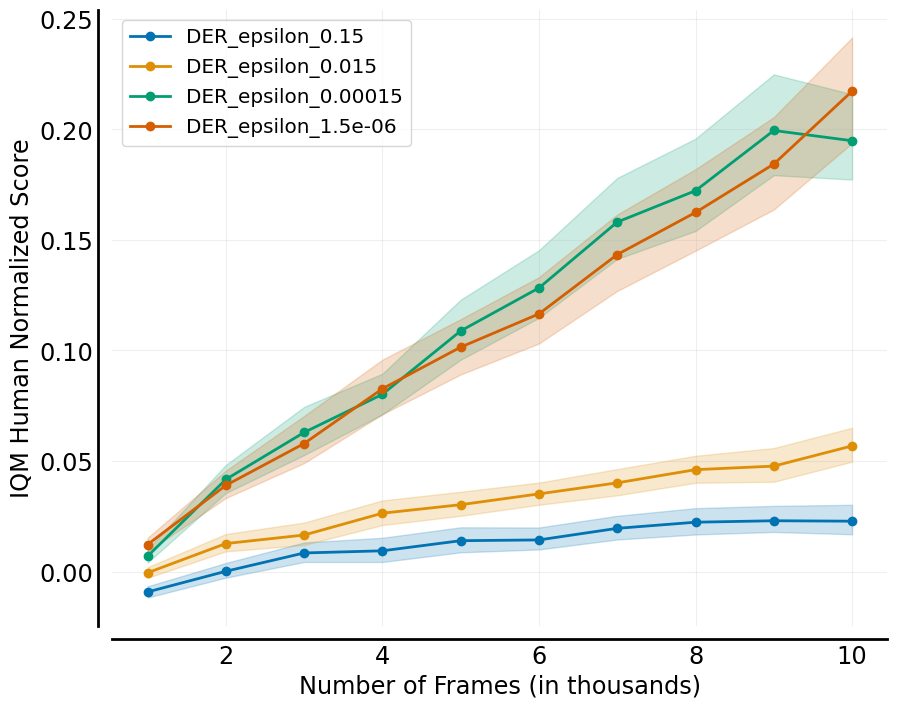 IQM Human Normalized Score
0.25
0.20
0.15
0.10
0.05
0.00
DER_epsilon_0.15
DER_epsilon_0.015
DER_epsilon_0.00015
DER_epsilon_1.5e-06
2 4 6 8 10
Number of Frames (in thousands)